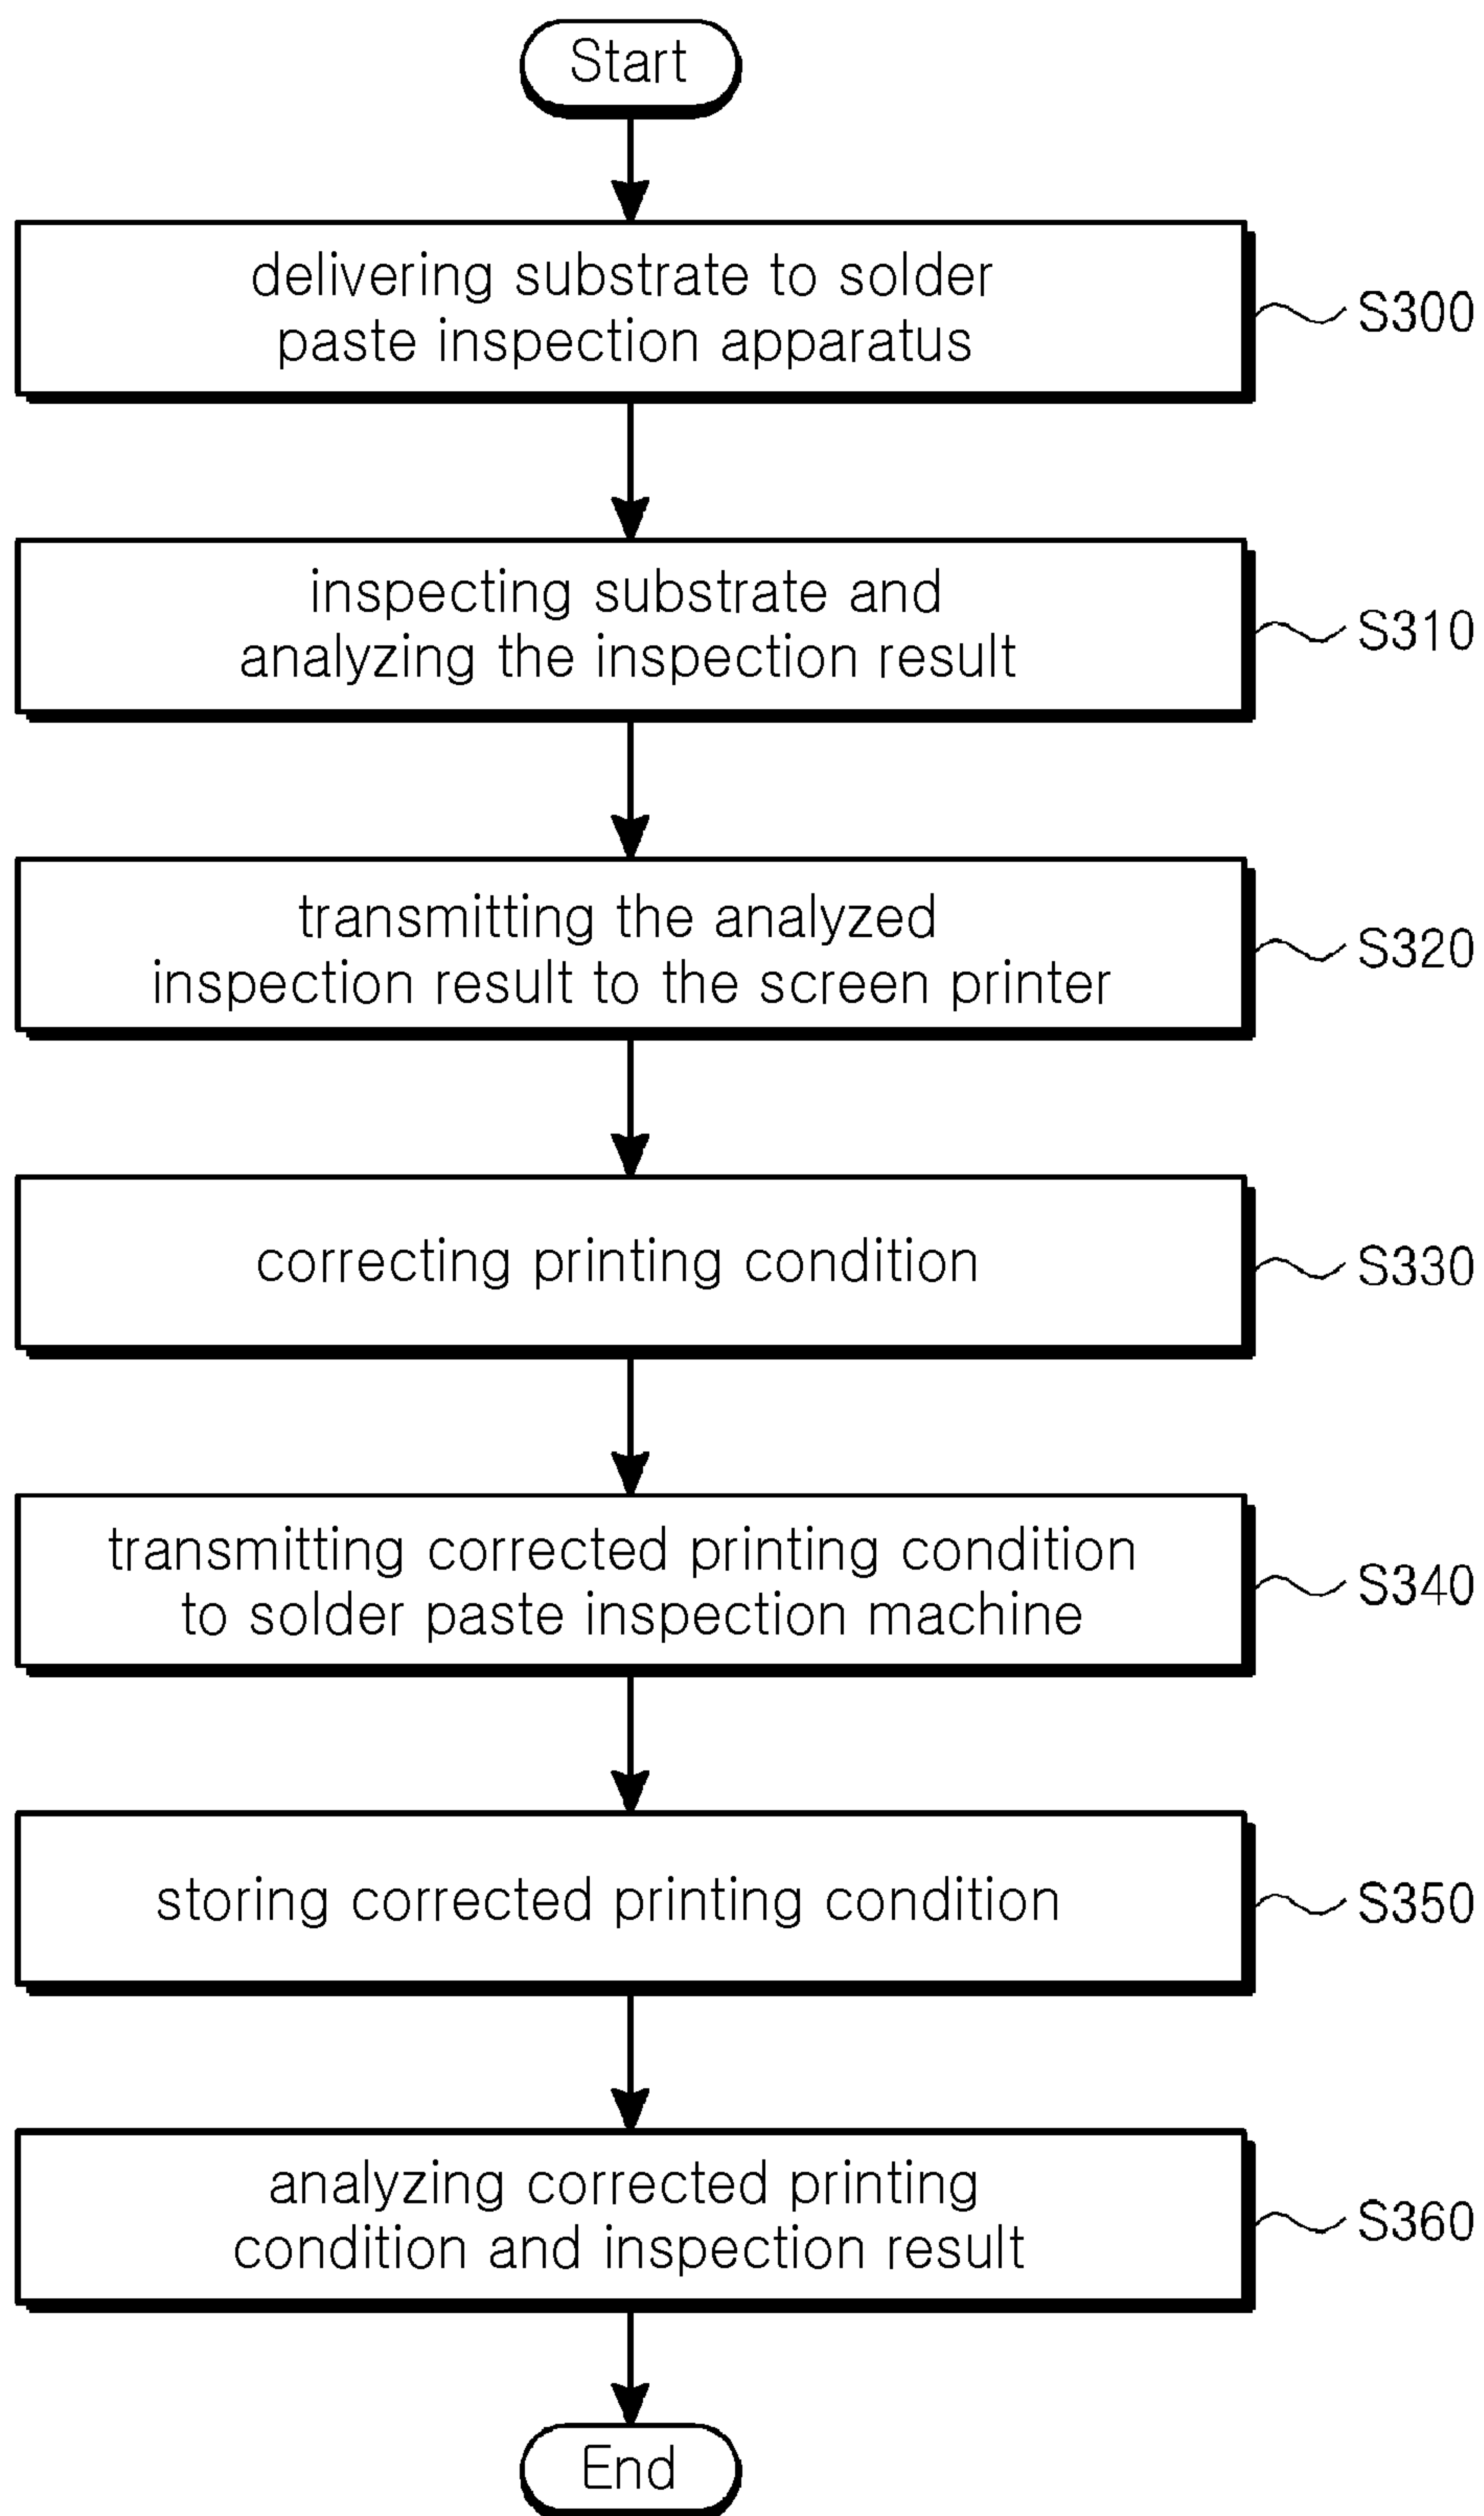 Start
delivering substrate to solder
paste inspection apparatus
S300
inspecting substrate and
analyzing the inspection result
S310
transmitting the analyzed
inspection result to the screen printer
S320
correcting printing condition
S330
transmitting corrected printing condition
to solder paste inspection machine
S340
storing corrected printing condition
S350
analyzing corrected printing
condition and inspection result
S360
End